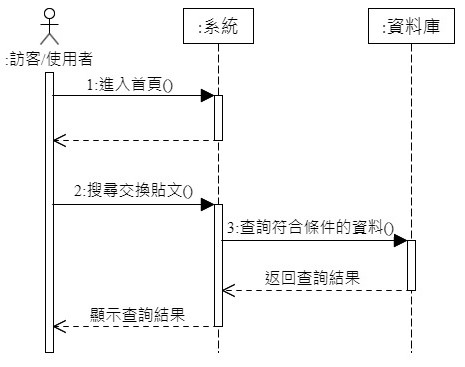 :訪客/使用者
:系統
:資料庫
1:進入首頁()
2:搜尋交換貼文()
3:查詢符合條件的資料()
返回查詢結果
顯示查詢結果